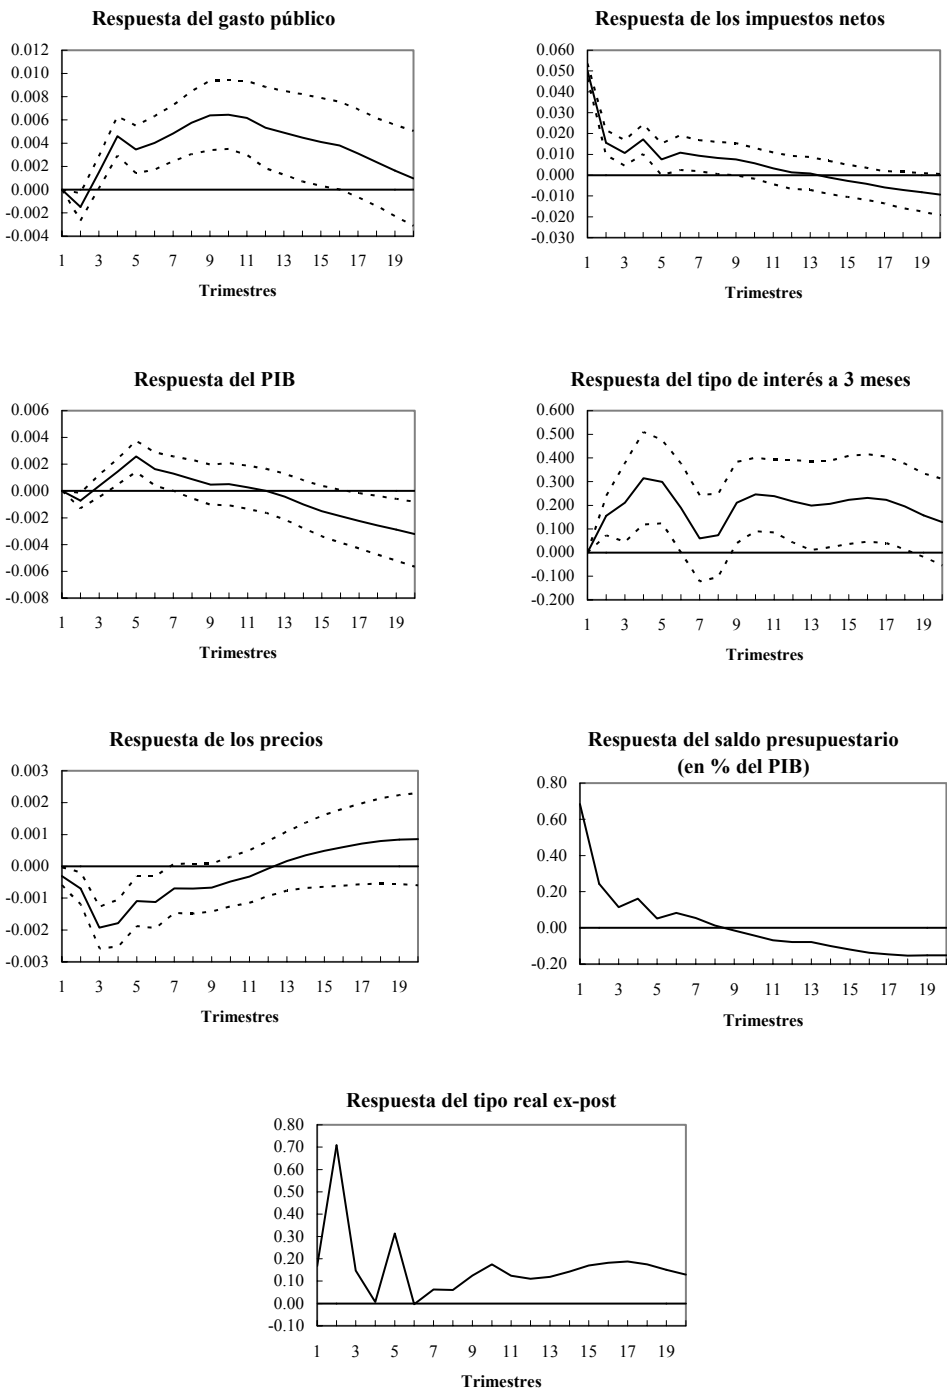 Respuesta del gasto público
0.012
0.010
0.008
0.006
0.004
0.002
0.000
-0.002
-0.004
1 3 5 7 9 11 13 15 17 19
Trimestres
Respuesta de los impuestos netos
0.060
0.050
0.040
0.030
0.020
0.010
0.000
-0.010
-0.020
-0.030
1 3 5 7 9 11 13 15 17 19
Trimestres
Respuesta del PIB
0.006
0.004
0.002
0.000
-0.002
-0.004
-0.006
-0.008
1 3 5 7 9 11 13 15 17 19
Trimestres
Respuesta del tipo de interés a 3 meses
0.600
0.500
0.400
0.300
0.200
0.100
0.000
-0.100
-0.200
1 3 5 7 9 11 13 15 17 19
Trimestres
Respuesta de los precios
0.003
0.002
0.001
0.000
-0.001
-0.002
-0.003
1 3 5 7 9 11 13 15 17 19
Trimestres
Respuesta del saldo presupuestario
(en % del PIB)
0.80
0.60
0.40
0.20
0.00
-0.20
1 3 5 7 9 11 13 15 17 19
Trimestres
Respuesta del tipo real ex-post
0.80
0.70
0.60
0.50
0.40
0.30
0.20
0.10
0.00
-0.10
1 3 5 7 9 11 13 15 17 19
Trimestres